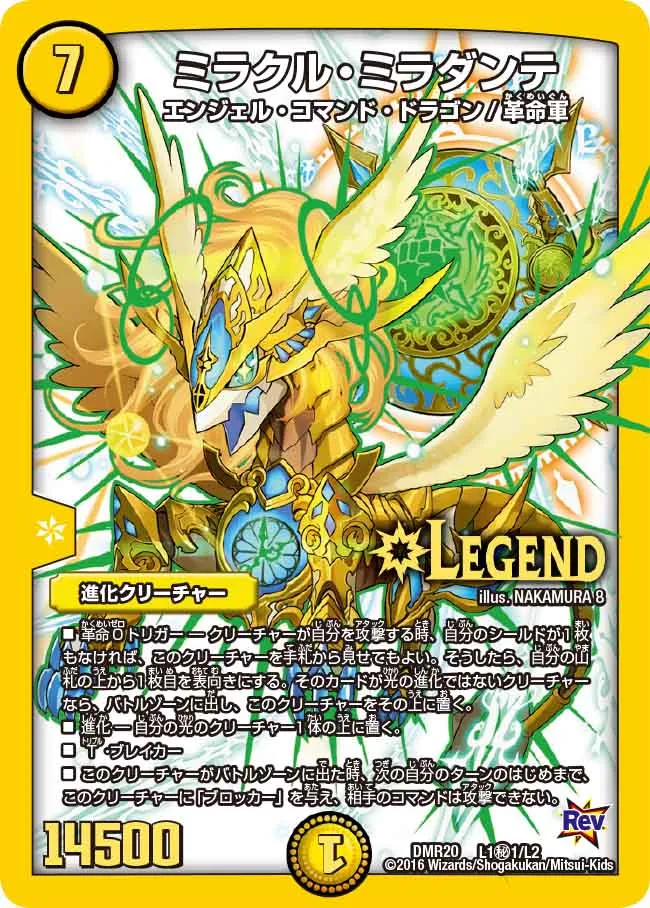 7
ミラクル・ミラダンテ
エンジェル・コマンド・ドラゴン / 革命軍
LEGEND
進化クリーチャー
illus. NAKAMURA 8
■ 革命0トリガー ー クリーチャーが自分を攻撃する時、自分のシールドが1枚
もなければ、このクリーチャーを手札から見せてもよい。そうしたら、自分の山
札の上から1枚目を表向きにする。そのカードが光の進化ではないクリーチャー
なら、バトルゾーンに出し、このクリーチャーをその上に置く。
■ 進化 ー 自分の光のクリーチャー1体の上に置く。
■ T・ブレイカー
■ このクリーチャーがバトルゾーンに出た時、次の自分のターンのはじめまで、
このクリーチャーに「ブロッカー」を与え、相手のコマンドは攻撃できない。
Rev
14500
1
DMR20 L1㊙1/L2
©2016 Wizards/Shogakukan/Mitsui-Kids